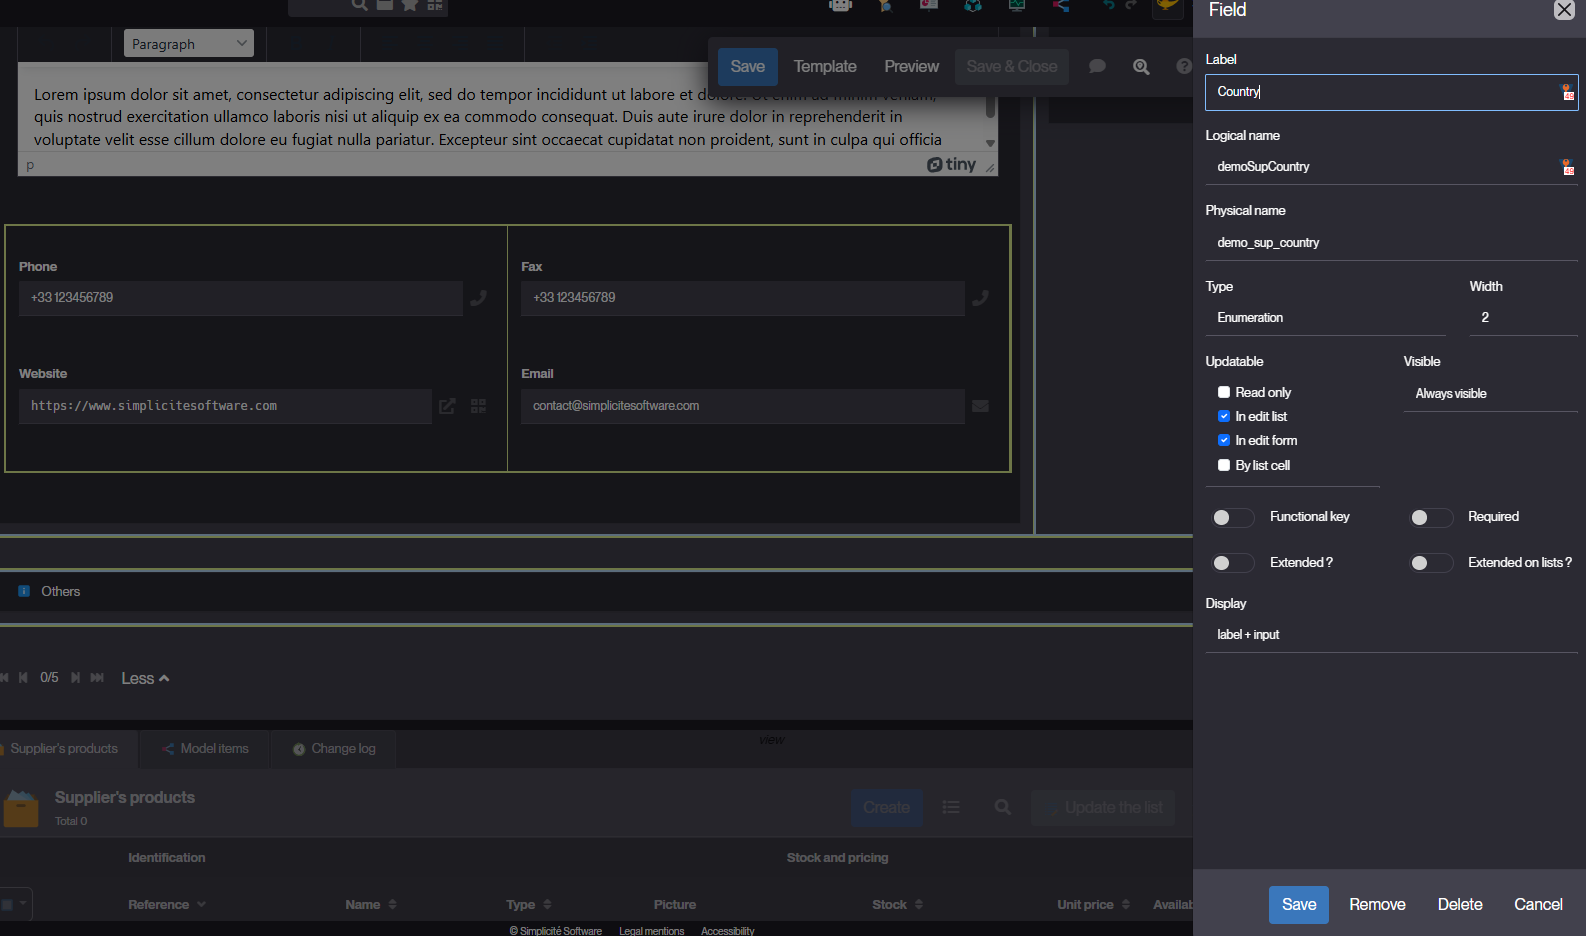 Paragraph
Save
Template
Preview
Save & Close
Lorem ipsum dolor sit amet, consectetur adipiscing elit, sed do tempor incididunt ut labore et dolore. Ut enim ad minim veniam,
quis nostrud exercitation ullamco laboris nisi ut aliquip ex ea commodo consequat. Duis aute irure dolor in reprehenderit in
voluptate velit esse cillum dolore eu fugiat nulla pariatur. Excepteur sint occaecat cupidatat non proident, sunt in culpa qui officia
p
tiny
Phone
Fax
+33 123456789
+33 123456789
Website
Email
https://www.simplicitesoftware.com
contact@simplicitesoftware.com
Others
0/5
Less
Supplier's products
Model items
Change log
view
Supplier's products
Total 0
Create
Update the list
Identification
Stock and pricing
Reference
Name
Type
Picture
Stock
Unit price
Availab
© Simplicité Software
Legal mentions
Accessibility
Field
Label
Country
Logical name
demoSupCountry
Physical name
demo_sup_country
Type
Width
Enumeration
2
Updatable
Visible
Read only
Always visible
In edit list
In edit form
By list cell
Functional key
Required
Extended ?
Extended on lists ?
Display
label + input
Save
Remove
Delete
Cancel